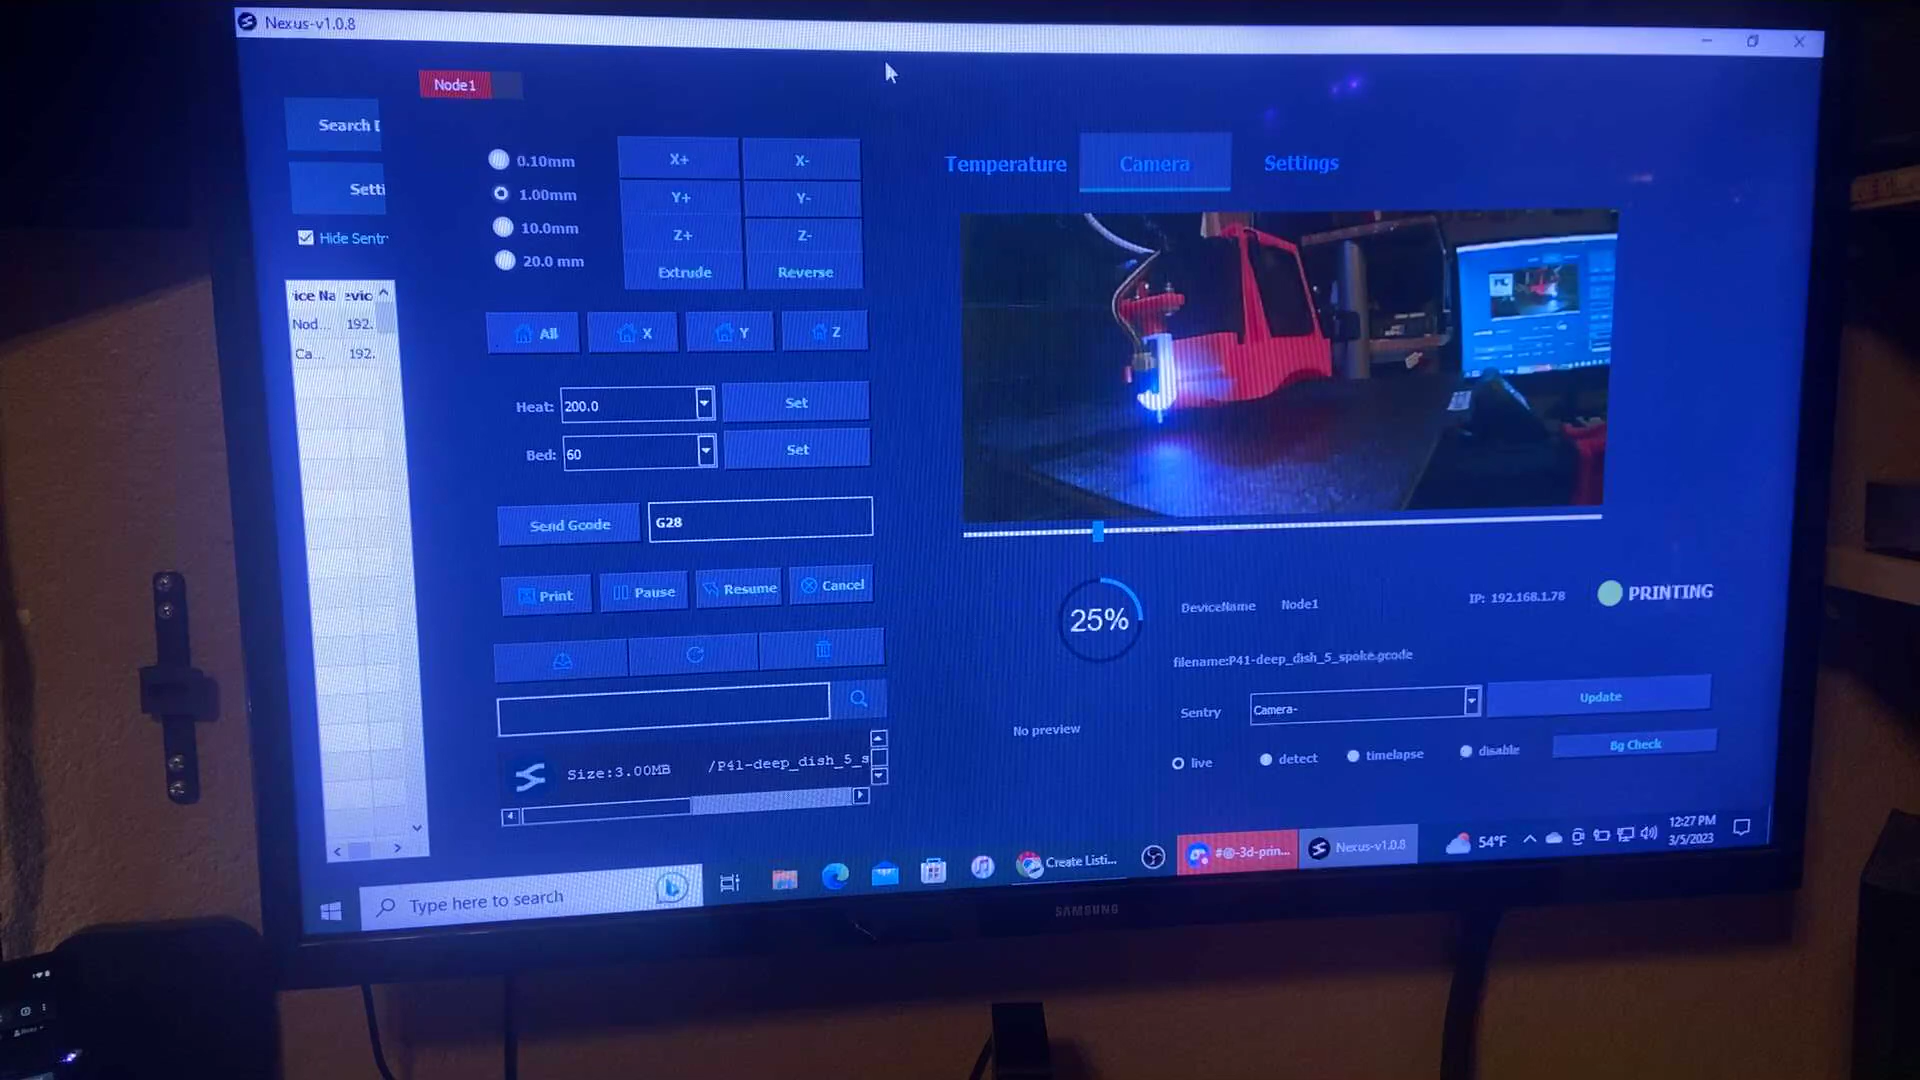 Nexus-v1.0.8
Node1
Search D
Setti
Hide Sentr
ice Na evic
Nod... 192.
Ca... 192.
0.10mm
1.00mm
10.0mm
20.0 mm
X+ X-
Y+ Y-
Z+ Z-
Extrude Reverse
All X Y Z
Heat: 200.0 Set
Bed: 60 Set
Send Gcode G28
Print Pause Resume Cancel
Size:3.00MB /P41-deep_dish_5_s
Temperature Camera Settings
25%
DeviceName Node1 IP: 192.168.1.78 PRINTING
filename:P41-deep_dish_5_spoke.gcode
Sentry Camera- Update
No preview
live detect timelapse disable Bg Check
Type here to search
Create Listi...
#@-3d-prin...
Nexus-v1.0.8
54°F
12:27 PM
3/5/2023
SAMSUNG